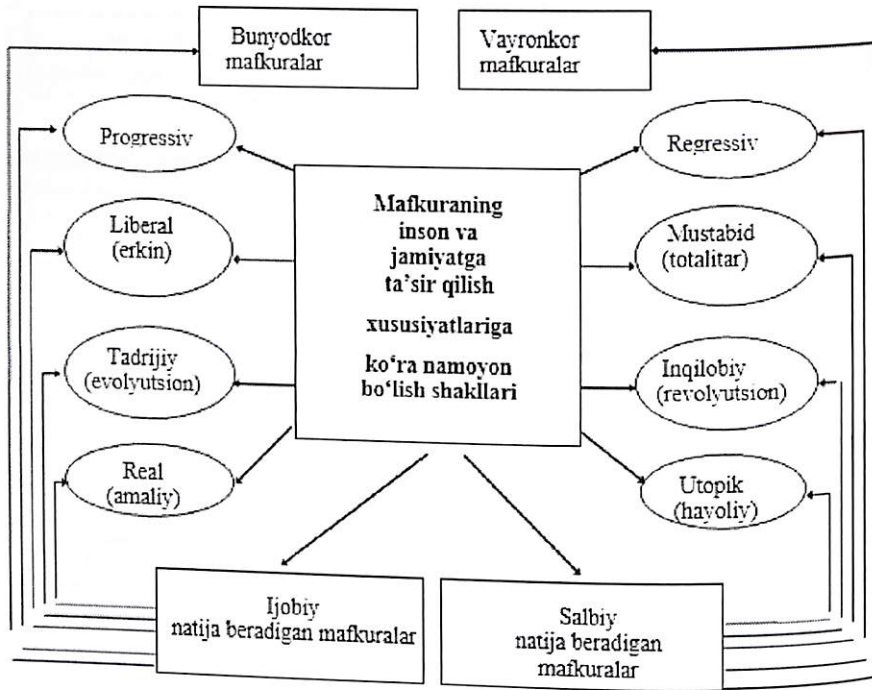 Bunyodkor
mafkuralar
Vayronkor
mafkuralar
Progressiv
Regressiv
Liberal
(erkin)
Mustabid
(totalitar)
Mafkuraning
inson va
jamiyatga
ta’sir qilish
xususiyatlariga
ko‘ra namoyon
bo‘lish shakllari
Tadrijiy
(evolyutsion)
Inqilobiy
(revolyutsion)
Real
(amaliy)
Utopik
(hayoliy)
Ijobiy
natija beradigan mafkuralar
Salbiy
natija beradigan
mafkuralar